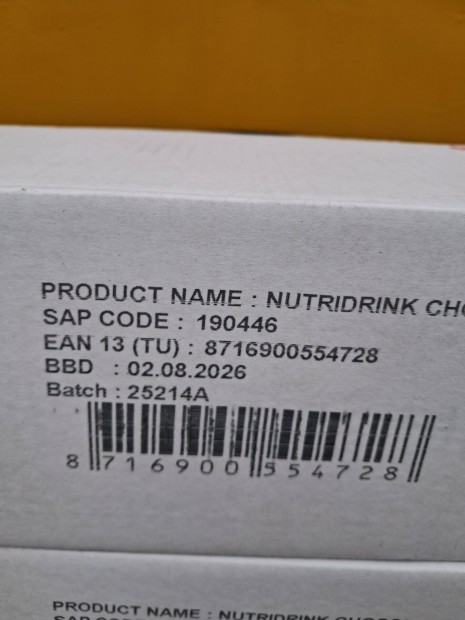 PRODUCT NAME : NUTRIDRINK CHO
SAP CODE : 190446
EAN 13 (TU) : 8716900554728
BBD : 02.08.2026
Batch : 25214A
8 716900 554728
PRODUCT NAME : NUTRIDRINK